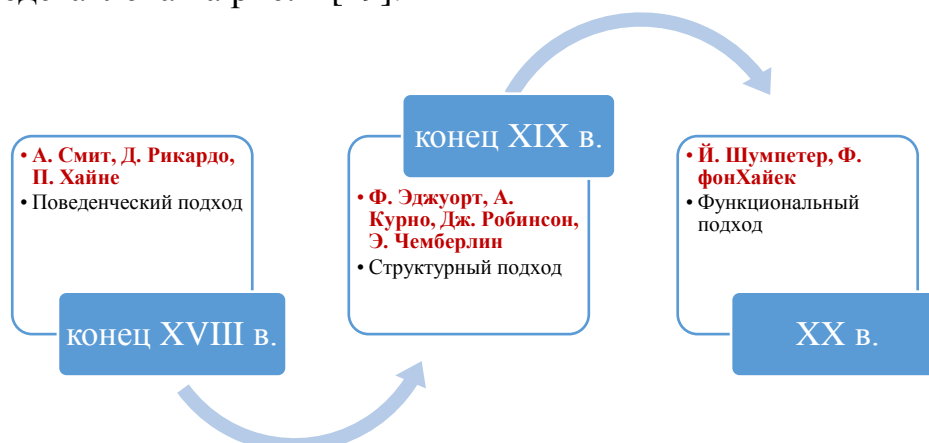 конец XIX в.
• А. Смит, Д. Рикардо,
П. Хайне
• Поведенческий подход
конец XVIII в.
• Ф. Эджуорт, А.
Курно, Дж. Робинсон,
Э. Чемберлин
• Структурный подход
• Й. Шумпетер, Ф.
фонХайек
• Функциональный
подход
XX в.